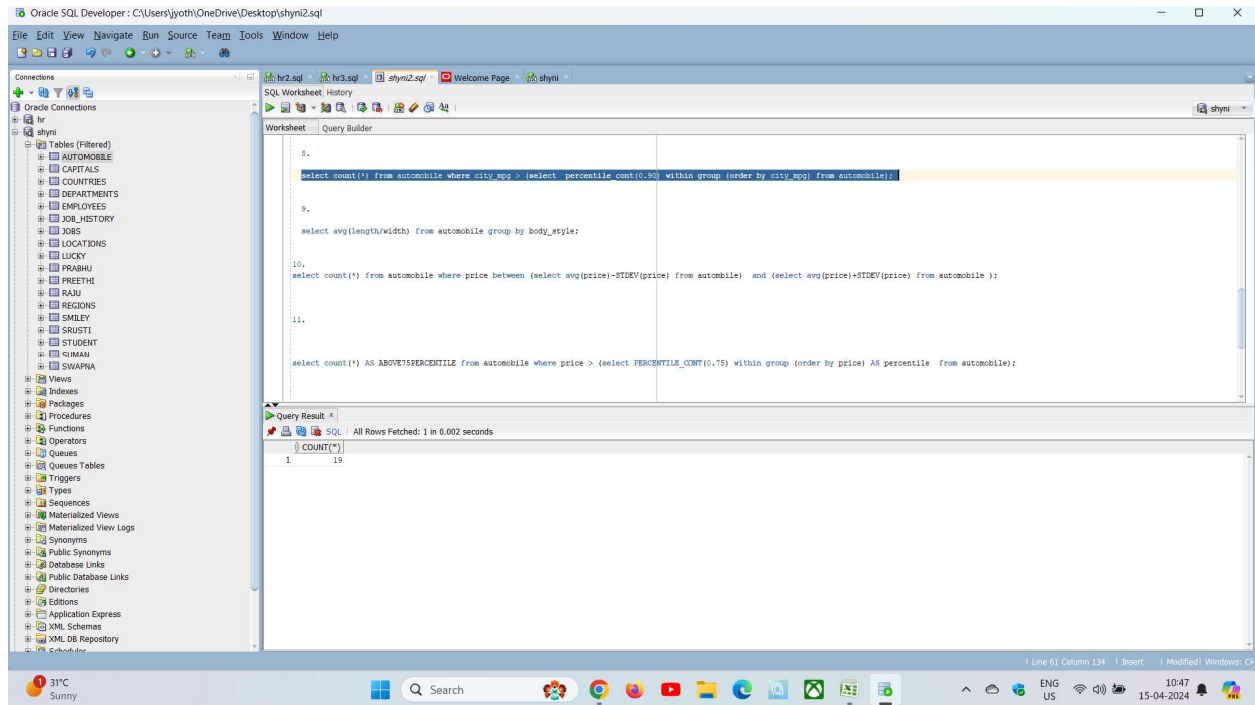 Oracle SQL Developer : C:\Users\jyoth\OneDrive\Desktop\shyni2.sql
File Edit View Navigate Run Source Team Tools Window Help
Connections
hr2.sql hr3.sql shyni2.sql Welcome Page shyni
SQL Worksheet History
shyni
Worksheet Query Builder
Oracle Connections
hr
shyni
Tables (Filtered)
AUTOMOBILE
CAPITALS
COUNTRIES
DEPARTMENTS
EMPLOYEES
JOB_HISTORY
JOBS
LOCATIONS
LUCKY
PRABHU
PREETHI
RAJU
REGIONS
SMILEY
SRUSTI
STUDENT
SUMAN
SWAPNA
Views
Indexes
Packages
Procedures
Functions
Operators
Queues
Queues Tables
Triggers
Types
Sequences
Materialized Views
Materialized View Logs
Synonyms
Public Synonyms
Database Links
Public Database Links
Directories
Editions
Application Express
XML Schemas
XML DB Repository
Scheduler
8.
select count(*) from automobile where city_mpg > (select percentile_cont(0.90) within group (order by city_mpg) from automobile);
9.
select avg(length/width) from automobile group by body_style;
10.
select count(*) from automobile where price between (select avg(price)-STDEV(price) from autombile) and (select avg(price)+STDEV(price) from automobile );
11.
select count(*) AS ABOVE75PERCENTILE from automobile where price > (select PERCENTILE_CONT(0.75) within group (order by price) AS percentile from automobile);
Query Result
SQL | All Rows Fetched: 1 in 0.002 seconds
COUNT(*)
1 19
Line 61 Column 134 | Insert | Modified | Windows: CR
1
31°C
Sunny
Search
ENG
US
10:47
15-04-2024
PRE